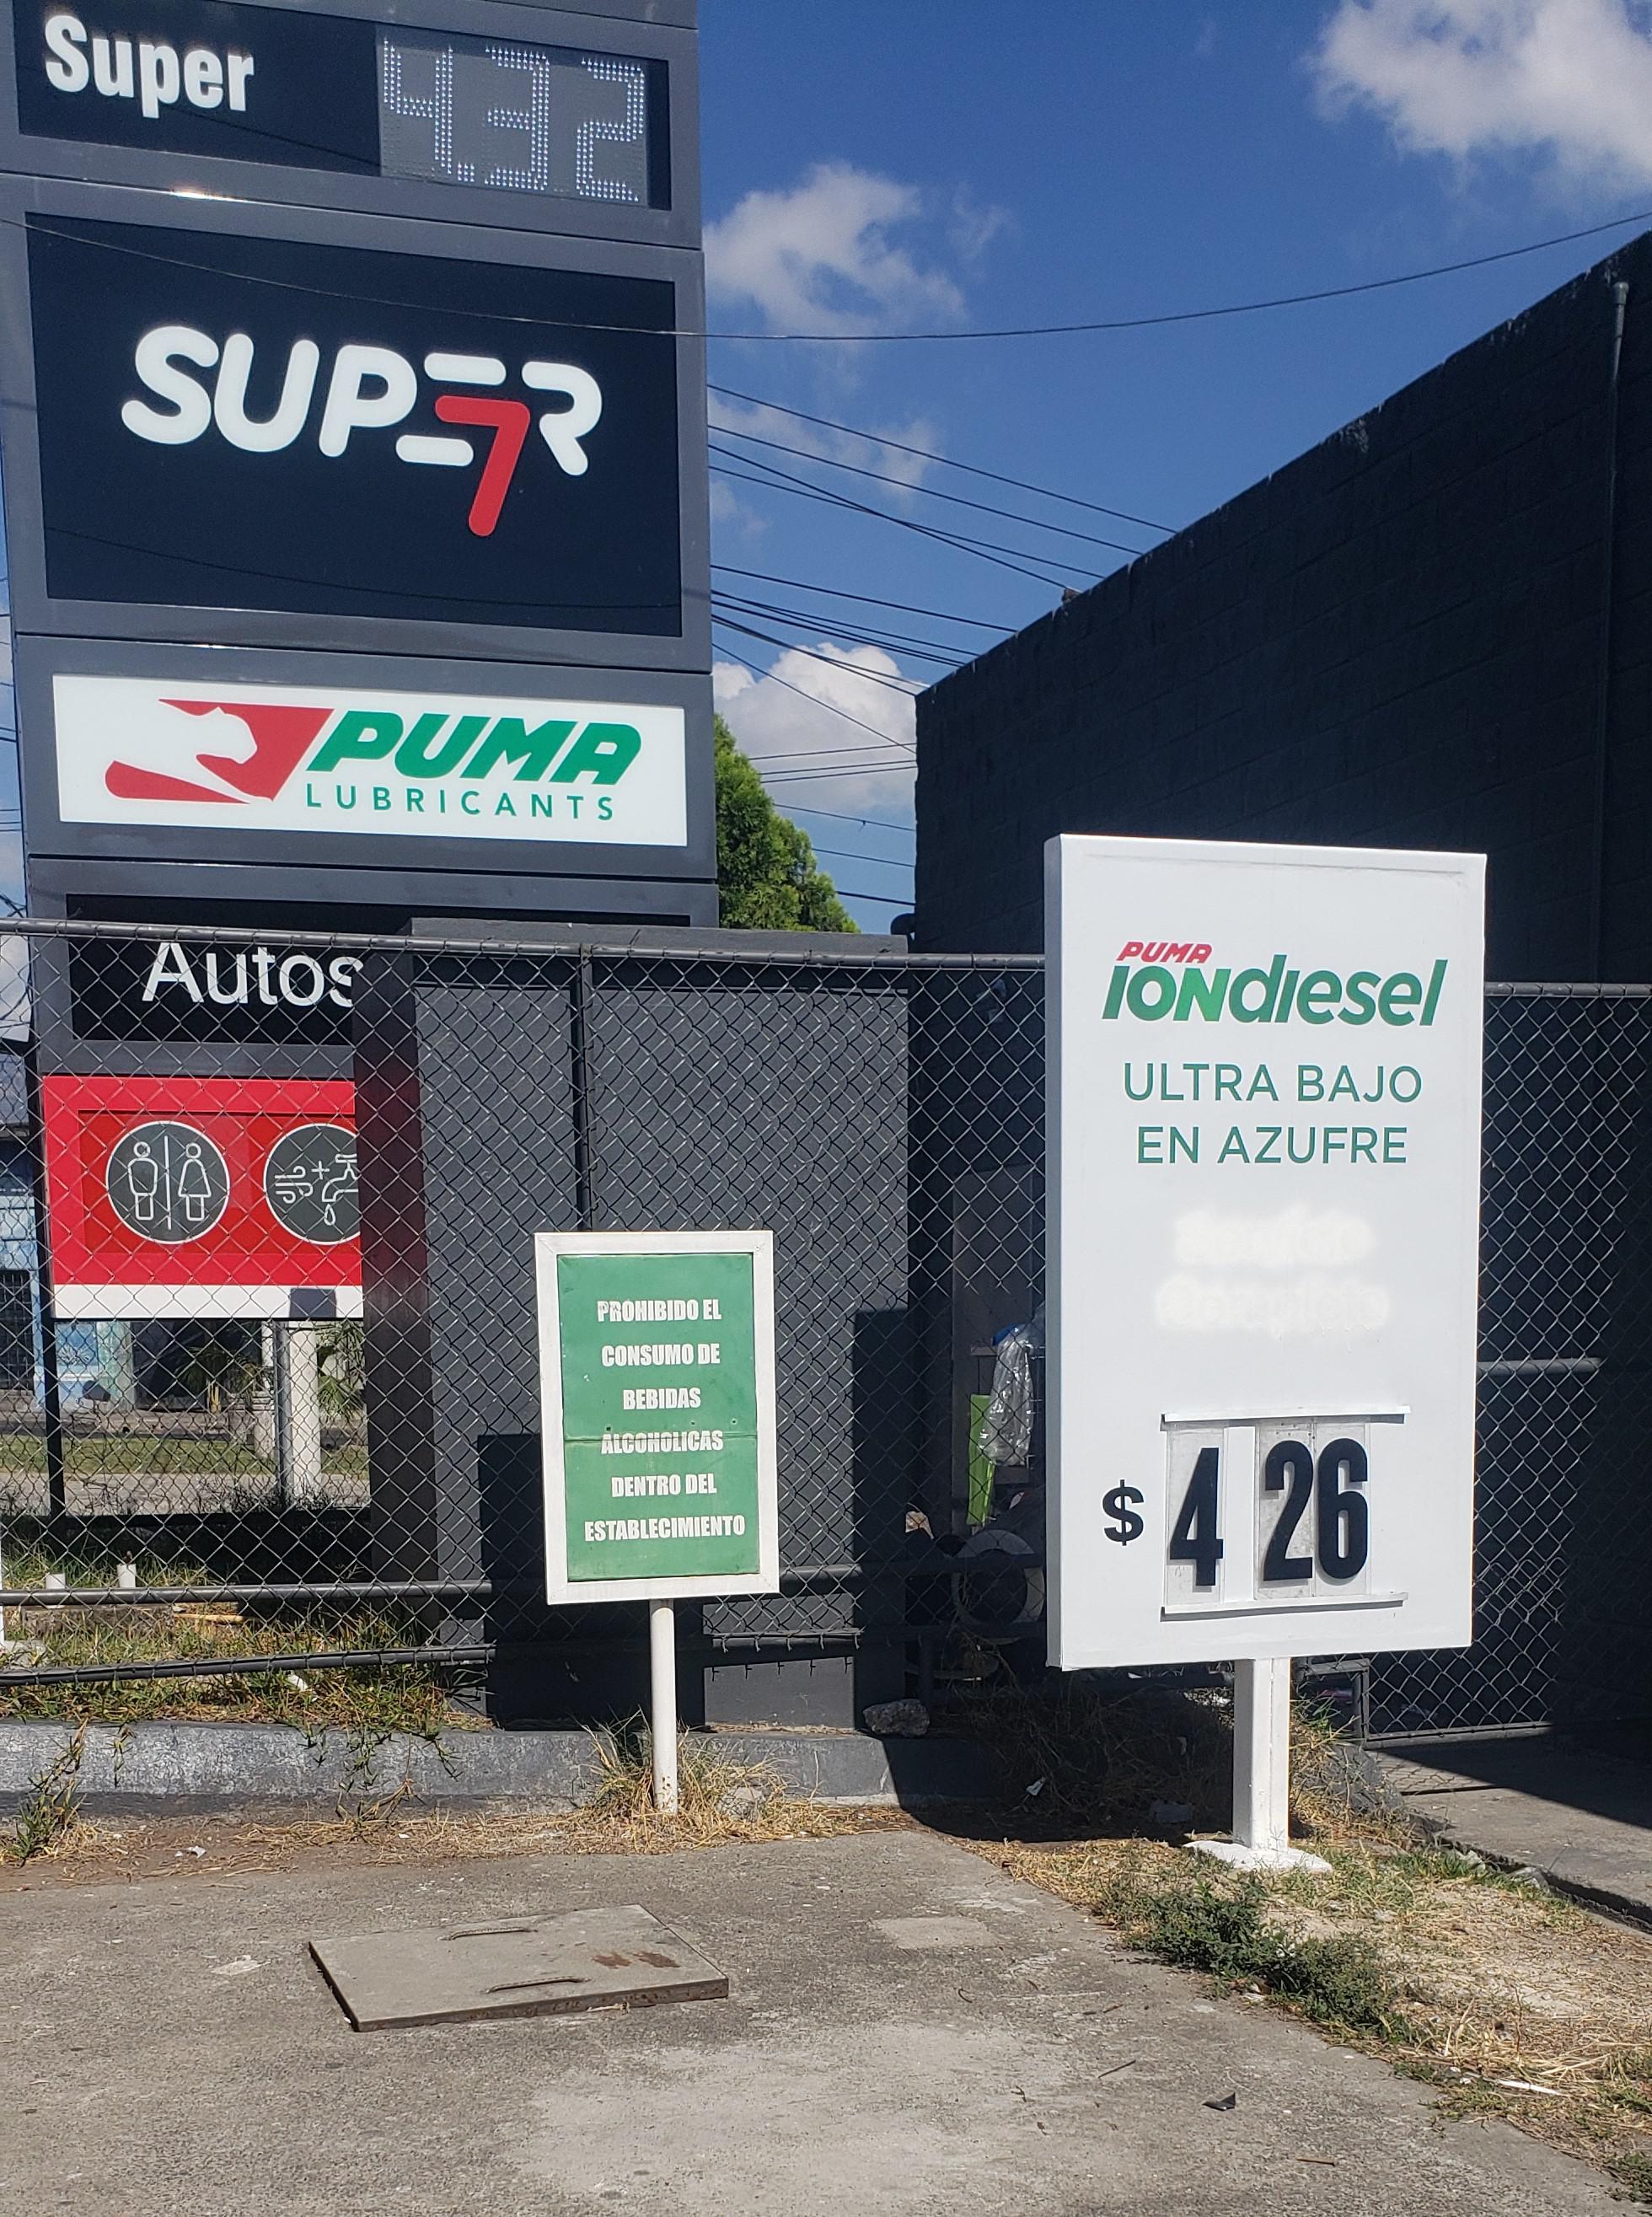 Super 4.32
SUPER 7
PUMA
LUBRICANTS
Autos
PROHIBIDO EL
CONSUMO DE
BEBIDAS
ALCOHOLICAS
DENTRO DEL
ESTABLECIMIENTO
PUMA
IONdiesel
ULTRA BAJO
EN AZUFRE
$ 4 26